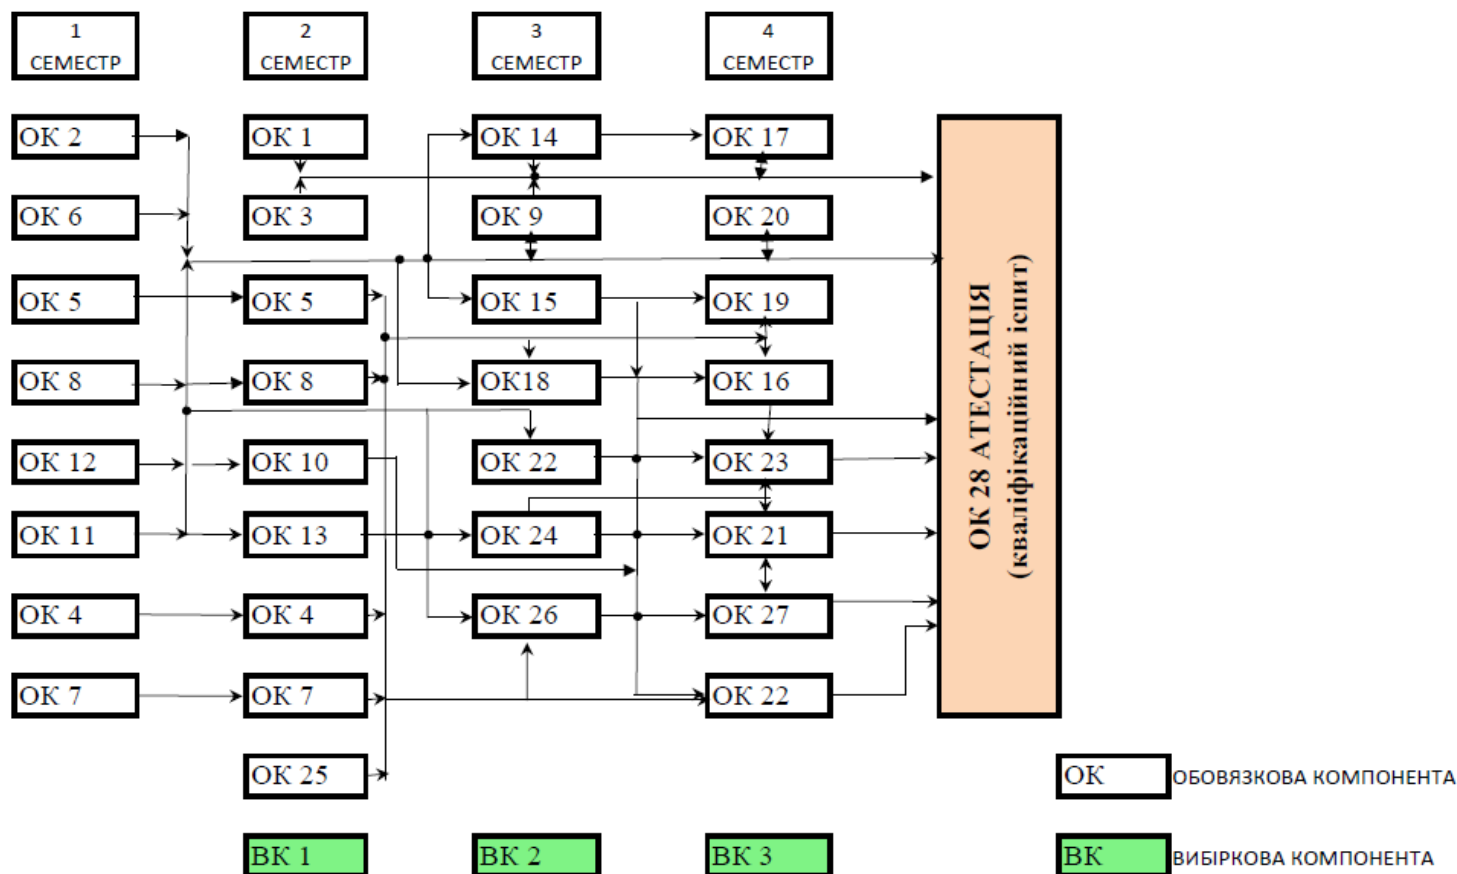 1
СЕМЕСТР
2
СЕМЕСТР
3
СЕМЕСТР
4
СЕМЕСТР
ОК 2
ОК 1
ОК 14
ОК 17
ОК 6
ОК 3
ОК 9
ОК 20
ОК 5
ОК 5
ОК 15
ОК 19
ОК 8
ОК 8
ОК18
ОК 16
ОК 12
ОК 10
ОК 22
ОК 23
ОК 11
ОК 13
ОК 24
ОК 21
ОК 4
ОК 4
ОК 26
ОК 27
ОК 7
ОК 7
ОК 22
ОК 25
ОК 28 АТЕСТАЦІЯ
(кваліфікаційний іспит)
ОК
ОБОВЯЗКОВА КОМПОНЕНТА
ВК 1
ВК 2
ВК 3
ВК
ВИБІРКОВА КОМПОНЕНТА